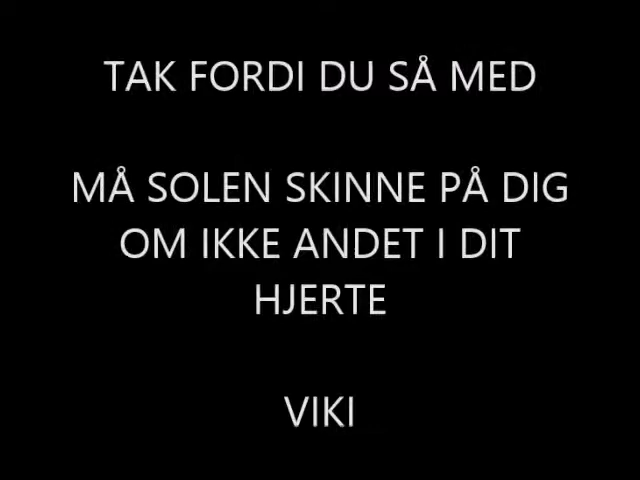 TAK FORDI DU SÅ MED
MÅ SOLEN SKINNE PÅ DIG
OM IKKE ANDET I DIT
HJERTE
VIKI